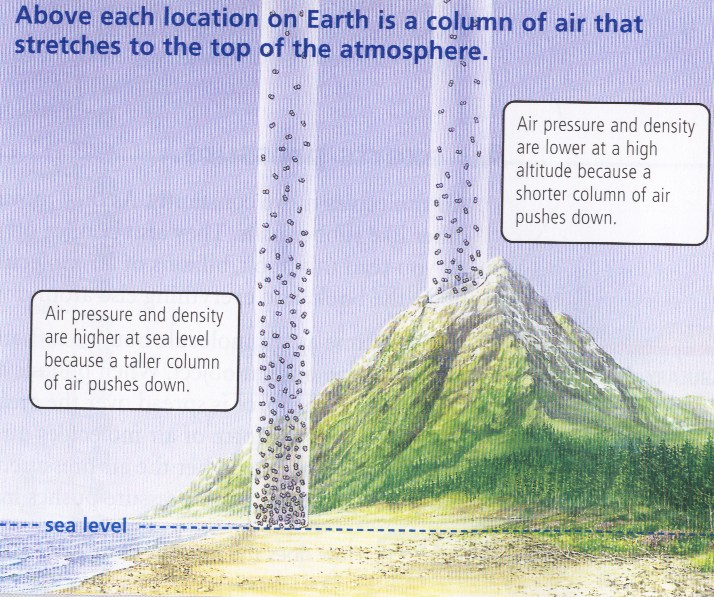 Above each location on Earth is a column of air that
stretches to the top of the atmosphere.
Air pressure and density
are lower at a high
altitude because a
shorter column of air
pushes down.
Air pressure and density
are higher at sea level
because a taller column
of air pushes down.
sea level